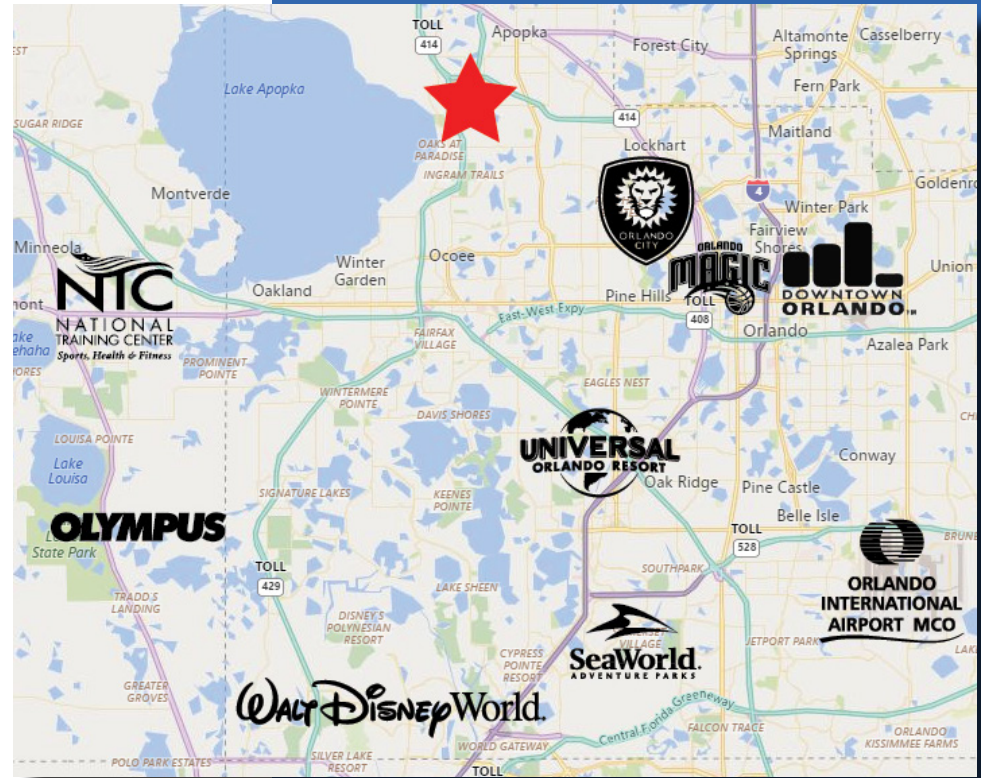 TOLL
414
Apopka
Forest City
Altamonte
Springs
Casselberry
EST
Lake Apopka
Fern Park
SUGAR RIDGE
414
Maitland
OAKS AT
PARADISE
Lockhart
INGRAM TRAILS
Montverde
4
Winter Park
ORLANDO
CITY
Fairview
Shores
Minneola
Winter
Garden
Ocoee
ORLANDO
MAGIC
Union
NTC
NATIONAL
TRAINING CENTER
Sports, Health & Fitness
Oakland
Pine Hills
TOLL
408
DOWNTOWN
ORLANDO
TM
East-West Expy
Orlando
Azalea Park
FAIRFAX
VILLAGE
PROMINENT
POINTE
WINTERMERE
POINTE
EAGLES NEST
DAVIS SHORES
LOUISA POINTE
UNIVERSAL
ORLANDO RESORT
Conway
Lake
Louisa
SIGNATURE LAKES
KEENES
POINTE
Oak Ridge
Pine Castle
Belle Isle
OLYMPUS
State Park
TOLL
528
TOLL
429
SOUTHPARK
LAKE SHEEN
TRADD'S
LANDING
DISNEY'S
POLYNESIAN
RESORT
ORLANDO
INTERNATIONAL
AIRPORT MCO
VILLAGE
JETPORT PARK
CYPRESS
POINTE
RESORT
SeaWorld.
ADVENTURE PARKS
GREATER
GROVES
WALT DISNEY World.
Central Florida Greeneway
FALCON TRACE
WORLD GATEWAY
ORLANDO
KISSIMMEE FARMS
POLO PARK ESTATES
SILVER LAKE
RESORT
TOLL